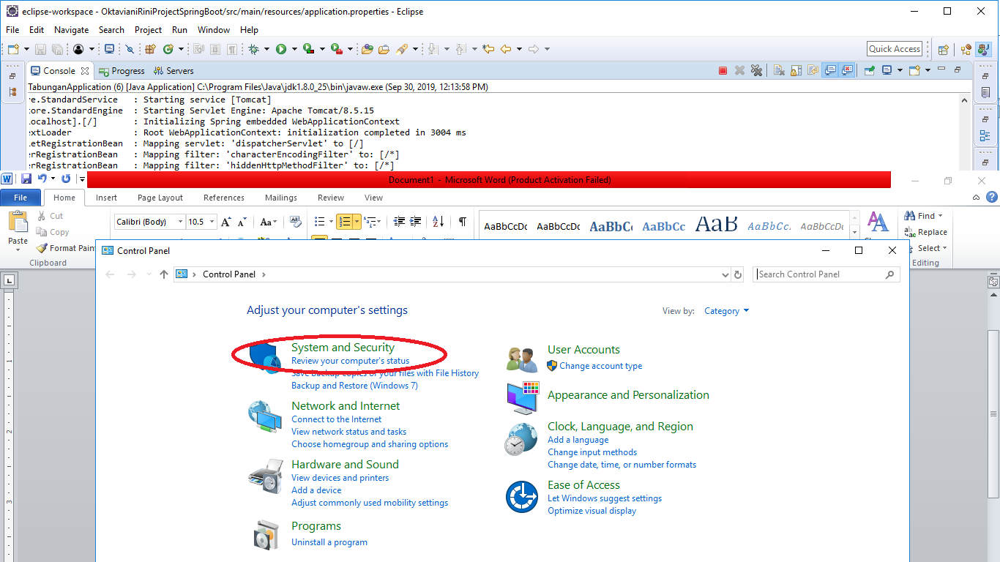 eclipse-workspace - OktavianiRiniProjectSpringBoot/src/main/resources/application.properties - Eclipse
File Edit Navigate Search Project Run Window Help
Quick Access
Console Progress Servers
TabunganApplication (6) [Java Application] C:\Program Files\Java\jdk1.8.0_25\bin\javaw.exe (Sep 30, 2019, 12:13:58 PM)
ore.StandardService : Starting service [Tomcat]
core.StandardEngine : Starting Servlet Engine: Apache Tomcat/8.5.15
localhost].[/] : Initializing Spring embedded WebApplicationContext
extLoader : Root WebApplicationContext: initialization completed in 3004 ms
letRegistrationBean : Mapping servlet: 'dispatcherServlet' to [/]
erRegistrationBean : Mapping filter: 'characterEncodingFilter' to: [/*]
erRegistrationBean : Mapping filter: 'hiddenHttpMethodFilter' to: [/*]
Document1 - Microsoft Word (Product Activation Failed)
File Home Insert Page Layout References Mailings Review View
Paste
Cut
Copy
Format Pain
Clipboard
Calibri (Body) 10.5
AaBbCcDc AaBbCcDc AaBbCc AaBbCc AaB AaBbCc. AaBbCcDc
Find
Replace
Select
Editing
Control Panel
Control Panel
Search Control Panel
Adjust your computer's settings
View by: Category
System and Security
Review your computer's status
Save backup copies of your files with File History
Backup and Restore (Windows 7)
Network and Internet
Connect to the Internet
View network status and tasks
Choose homegroup and sharing options
Hardware and Sound
View devices and printers
Add a device
Adjust commonly used mobility settings
Programs
Uninstall a program
User Accounts
Change account type
Appearance and Personalization
Clock, Language, and Region
Add a language
Change input methods
Change date, time, or number formats
Ease of Access
Let Windows suggest settings
Optimize visual display
1
2
3